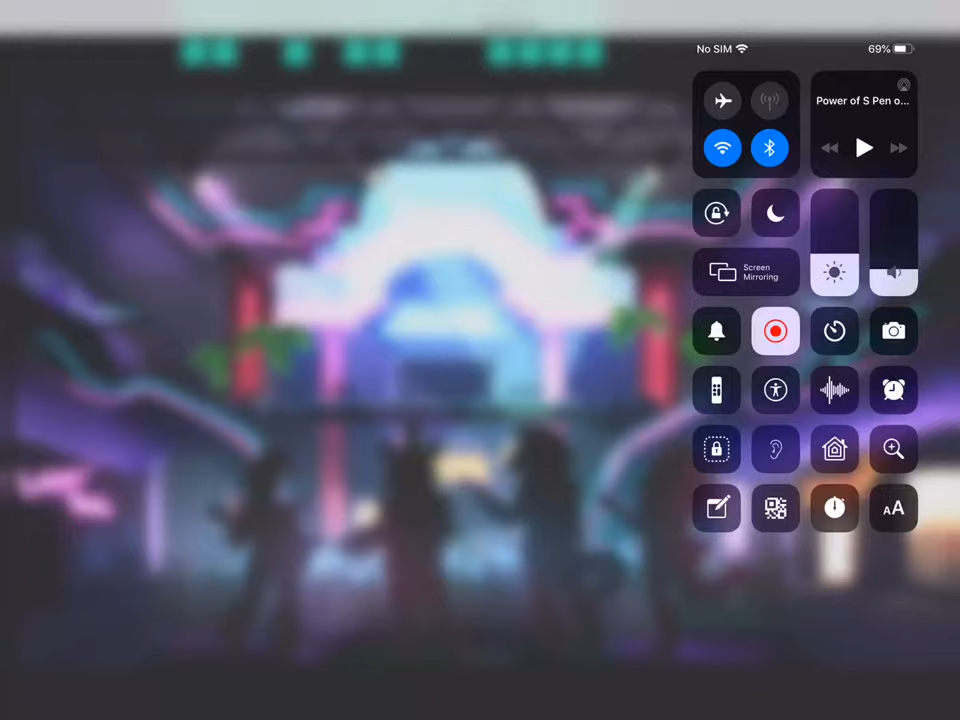 No SIM
69%
Power of S Pen o...
Screen
Mirroring
AA